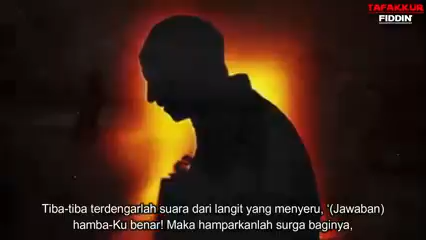 TAFAKKUR
FIDDIN'
Tiba-tiba terdengarlah suara dari langit yang menyeru, '(Jawaban)
hamba-Ku benar! Maka hamparkanlah surga baginya,